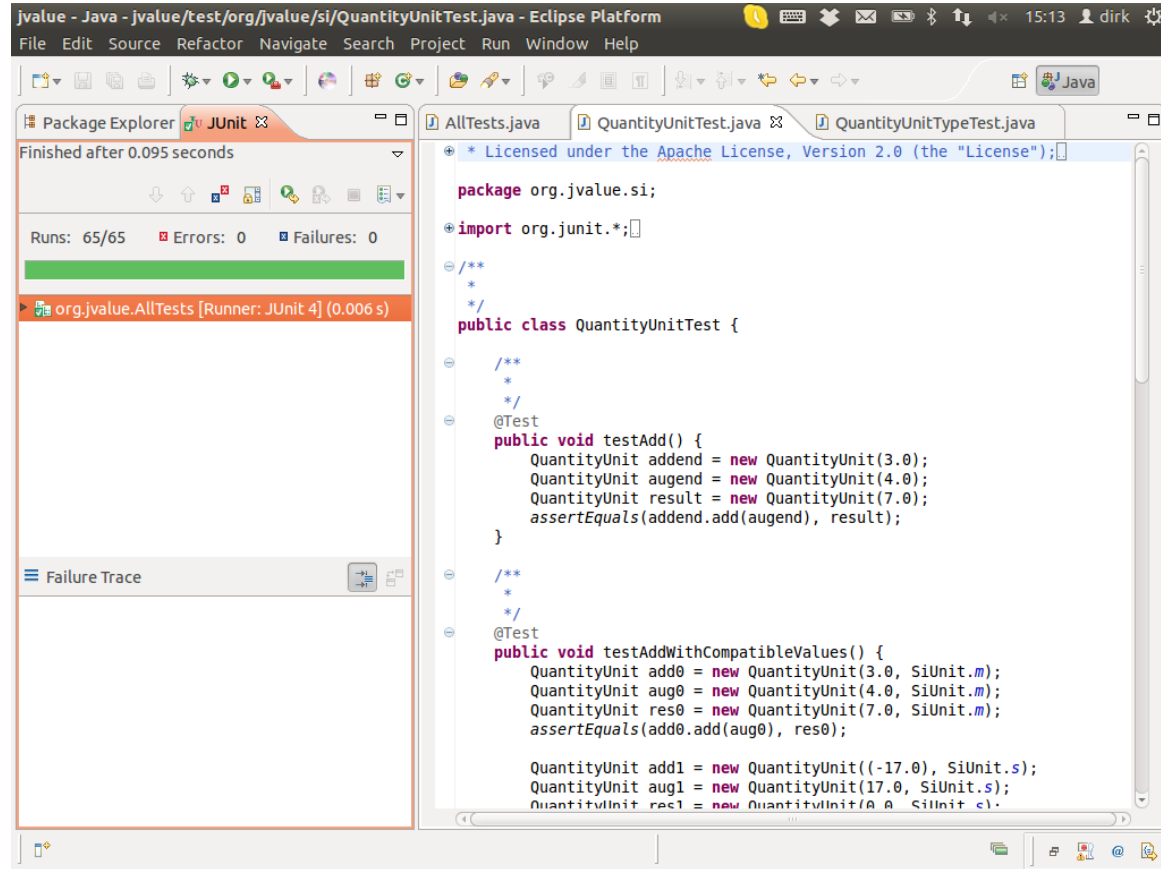 jvalue - Java - jvalue/test/org/jvalue/si/QuantityUnitTest.java - Eclipse Platform
15:13
dirk
File Edit Source Refactor Navigate Search Project Run Window Help
Java
Package Explorer
JUnit
AllTests.java
QuantityUnitTest.java
QuantityUnitTypeTest.java
Finished after 0.095 seconds
Runs: 65/65
Errors: 0
Failures: 0
org.jvalue.AllTests [Runner: JUnit 4] (0.006 s)
Failure Trace
* Licensed under the Apache License, Version 2.0 (the "License");
package org.jvalue.si;
import org.junit.*;
/**
*
*/
public class QuantityUnitTest {
/**
*
*/
@Test
public void testAdd() {
QuantityUnit addend = new QuantityUnit(3.0);
QuantityUnit augend = new QuantityUnit(4.0);
QuantityUnit result = new QuantityUnit(7.0);
assertEquals(addend.add(augend), result);
}
/**
*
*/
@Test
public void testAddWithCompatibleValues() {
QuantityUnit add0 = new QuantityUnit(3.0, SiUnit.m);
QuantityUnit aug0 = new QuantityUnit(4.0, SiUnit.m);
QuantityUnit res0 = new QuantityUnit(7.0, SiUnit.m);
assertEquals(add0.add(aug0), res0);
QuantityUnit add1 = new QuantityUnit((-17.0), SiUnit.s);
QuantityUnit aug1 = new QuantityUnit(17.0, SiUnit.s);
QuantityUnit res1 = new QuantityUnit(0.0, SiUnit.s);